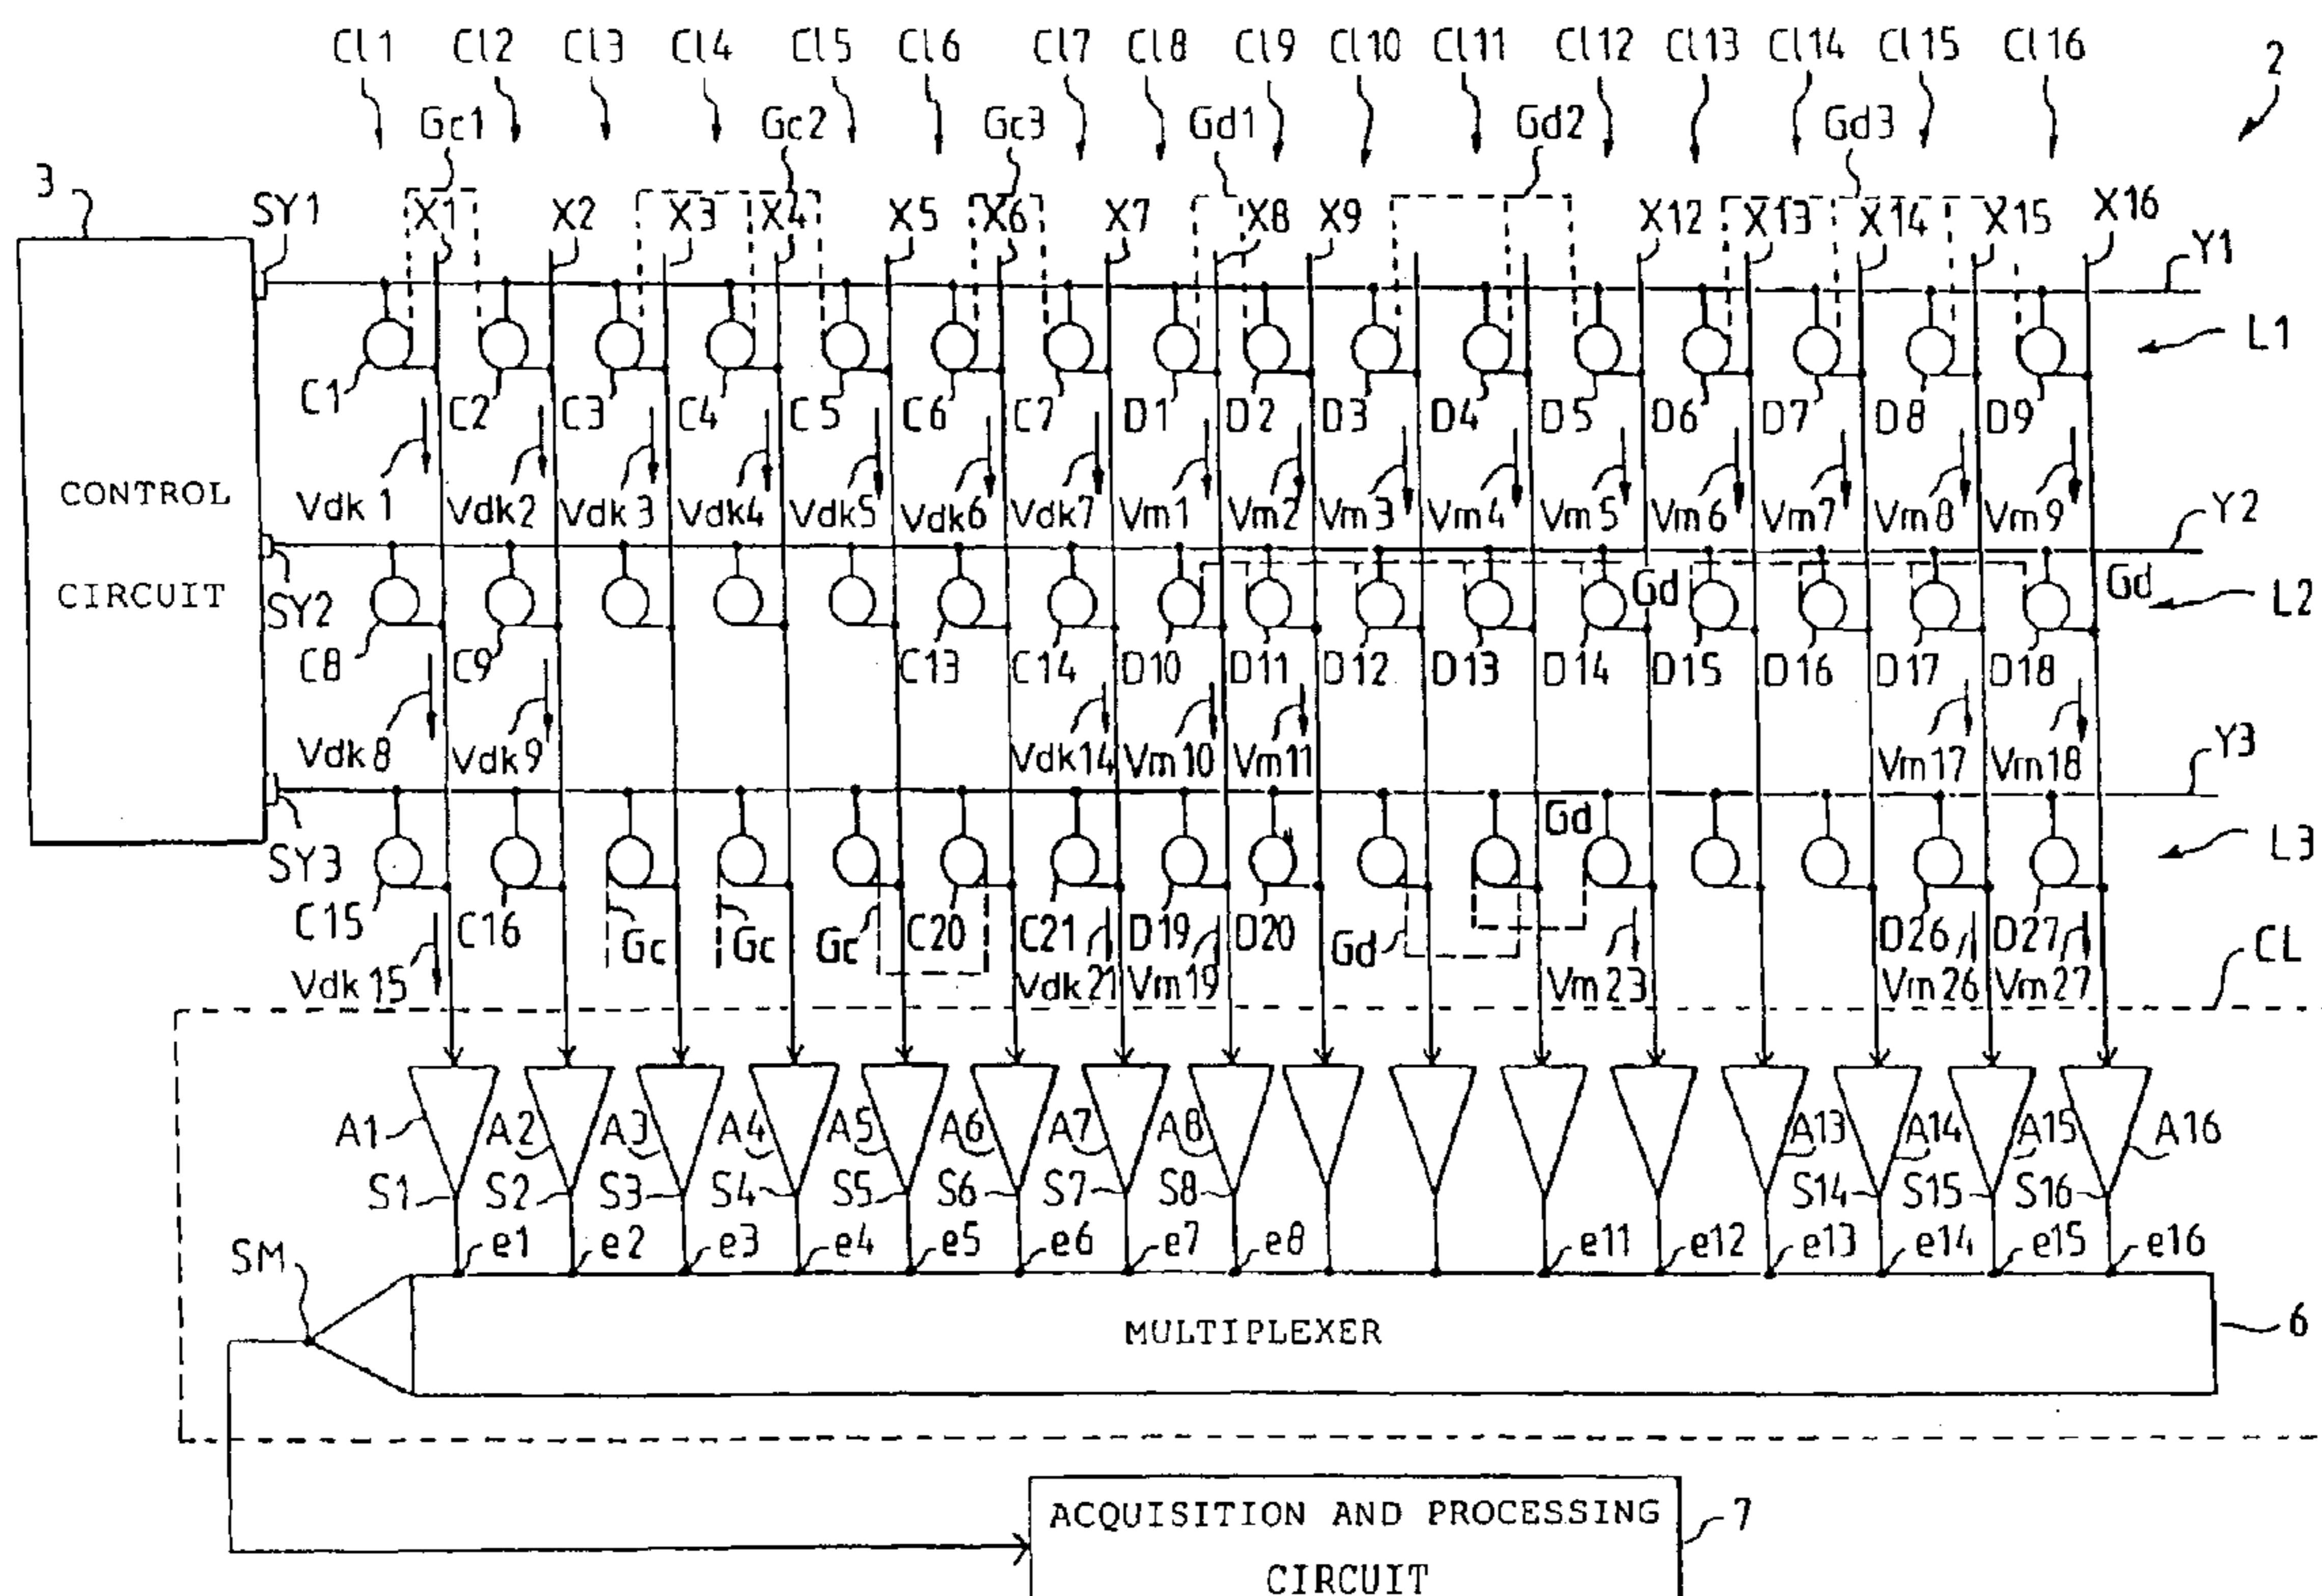 Cl1 Cl2 Cl3 Cl4 Cl5 Cl6 Cl7 Cl8 Cl9 Cl10 Cl11 Cl12 Cl13 Cl14 Cl15 Cl16 2
Gc1 Gc2 Gc3 Gd1 Gd2 Gd3
3 SY1 X1 X2 X3 X4 X5 X6 X7 X8 X9 X12 X13 X14 X15 X16
Y1
L1
C1 C2 C3 C4 C5 C6 C7 D1 D2 D3 D4 D5 D6 D7 D8 D9
CONTROL
Vdk1 Vdk2 Vdk3 Vdk4 Vdk5 Vdk6 Vdk7 Vm1 Vm2 Vm3 Vm4 Vm5 Vm6 Vm7 Vm8 Vm9 Y2
CIRCUIT
SY2 Gd Gd L2
C8 C9 C13 C14 D10 D11 D12 D13 D14 D15 D16 D17 D18
Vdk8 Vdk9 Vdk14 Vm10 Vm11 Vm17 Vm18 Y3
Gd
SY3 L3
C15 C16 Gc Gc Gc C20 C21 D19 D20 Gd D26 D27 CL
Vdk15 Vdk21 Vm19 Vm23 Vm26 Vm27
A1 A2 A3 A4 A5 A6 A7 A8 A13 A14 A15 A16
S1 S2 S3 S4 S5 S6 S7 S8 S14 S15 S16
SM e1 e2 e3 e4 e5 e6 e7 e8 e11 e12 e13 e14 e15 e16
MULTIPLEXER 6
ACQUISITION AND PROCESSING 7
CIRCUIT